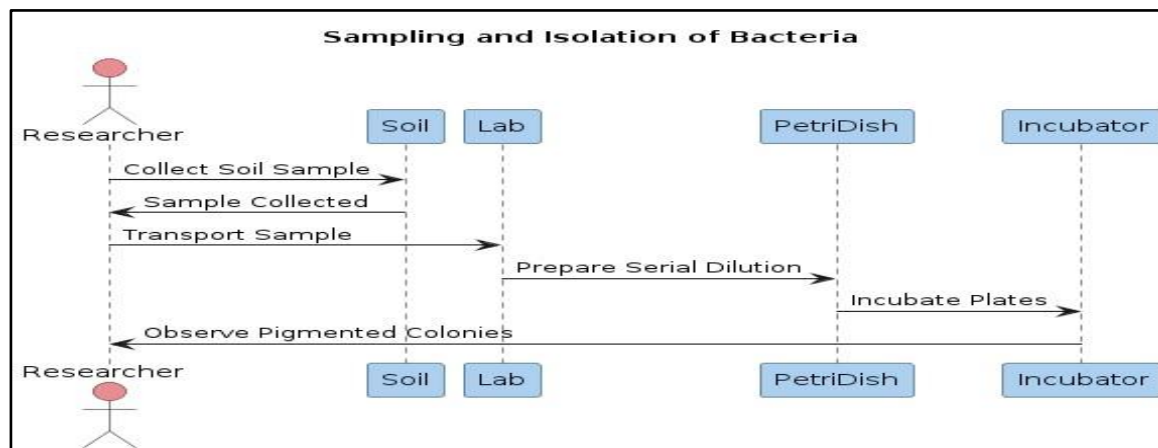 Sampling and Isolation of Bacteria
Researcher
Soil
Lab
PetriDish
Incubator
Collect Soil Sample
Sample Collected
Transport Sample
Prepare Serial Dilution
Incubate Plates
Observe Pigmented Colonies
Researcher
Soil
Lab
PetriDish
Incubator